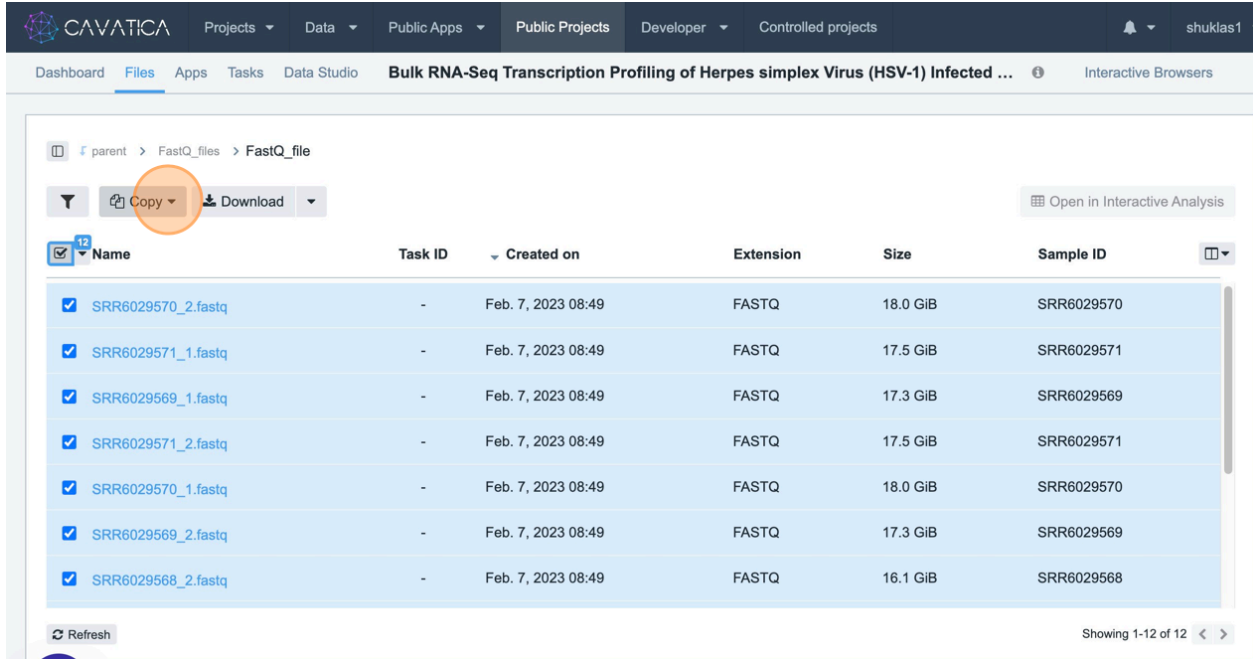 CAVATICA Projects Data Public Apps Public Projects Developer Controlled projects shuklas1
Dashboard Files Apps Tasks Data Studio Bulk RNA-Seq Transcription Profiling of Herpes simplex Virus (HSV-1) Infected ... Interactive Browsers
parent > FastQ_files > FastQ_file
Copy Download Open in Interactive Analysis
12 Name Task ID Created on Extension Size Sample ID
SRR6029570_2.fastq - Feb. 7, 2023 08:49 FASTQ 18.0 GiB SRR6029570
SRR6029571_1.fastq - Feb. 7, 2023 08:49 FASTQ 17.5 GiB SRR6029571
SRR6029569_1.fastq - Feb. 7, 2023 08:49 FASTQ 17.3 GiB SRR6029569
SRR6029571_2.fastq - Feb. 7, 2023 08:49 FASTQ 17.5 GiB SRR6029571
SRR6029570_1.fastq - Feb. 7, 2023 08:49 FASTQ 18.0 GiB SRR6029570
SRR6029569_2.fastq - Feb. 7, 2023 08:49 FASTQ 17.3 GiB SRR6029569
SRR6029568_2.fastq - Feb. 7, 2023 08:49 FASTQ 16.1 GiB SRR6029568
Refresh Showing 1-12 of 12 < >